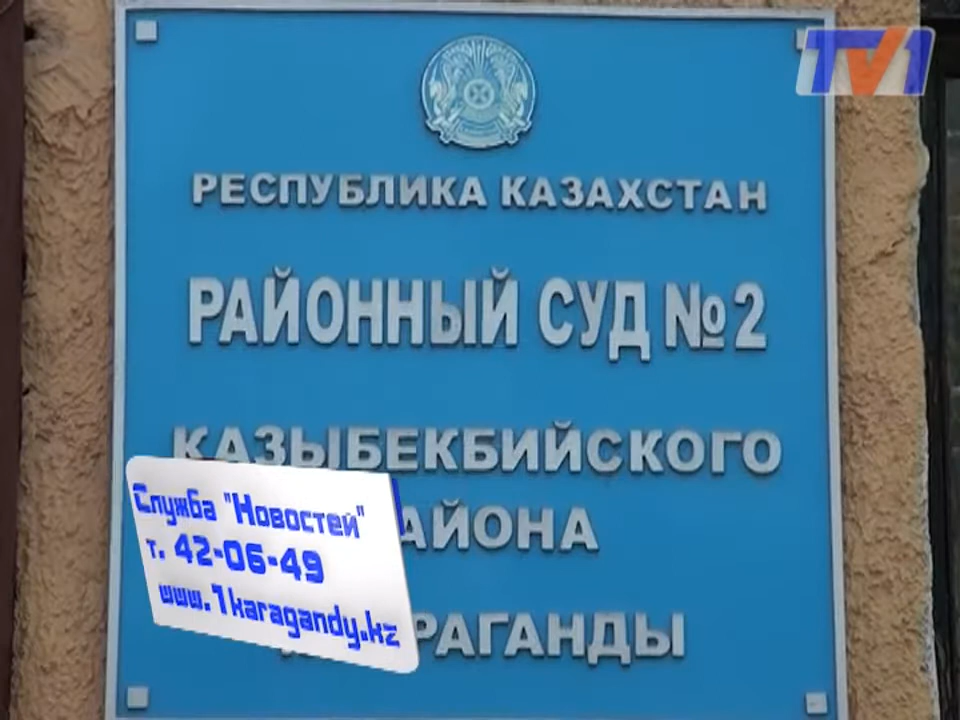 TV1
РЕСПУБЛИКА КАЗАХСТАН
РАЙОННЫЙ СУД №2
КАЗЫБЕКБИЙСКОГО
АЙОНА
РАГАНДЫ
Служба "Новостей"
т. 42-06-49
www.1karagandy.kz